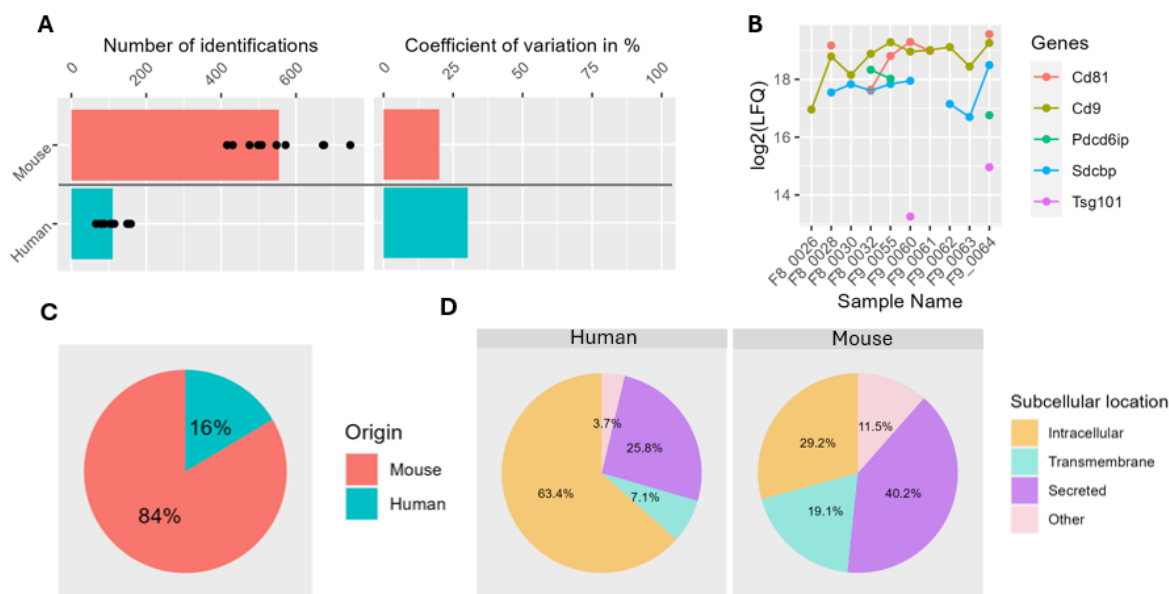 A
Number of identifications
Coefficient of variation in %
0
200
400
600
0
25
50
75
100
Mouse
Human
B
log2(LFQ)
18
16
14
F8_0026
F8_0028
F8_0030
F8_0032
F9_0055
F9_0060
F9_0061
F9_0062
F9_0063
F9_0064
Sample Name
Genes
Cd81
Cd9
Pdcd6ip
Sdcbp
Tsg101
C
16%
84%
Origin
Mouse
Human
D
Human
Mouse
3.7%
25.8%
7.1%
63.4%
11.5%
29.2%
40.2%
19.1%
Subcellular location
Intracellular
Transmembrane
Secreted
Other